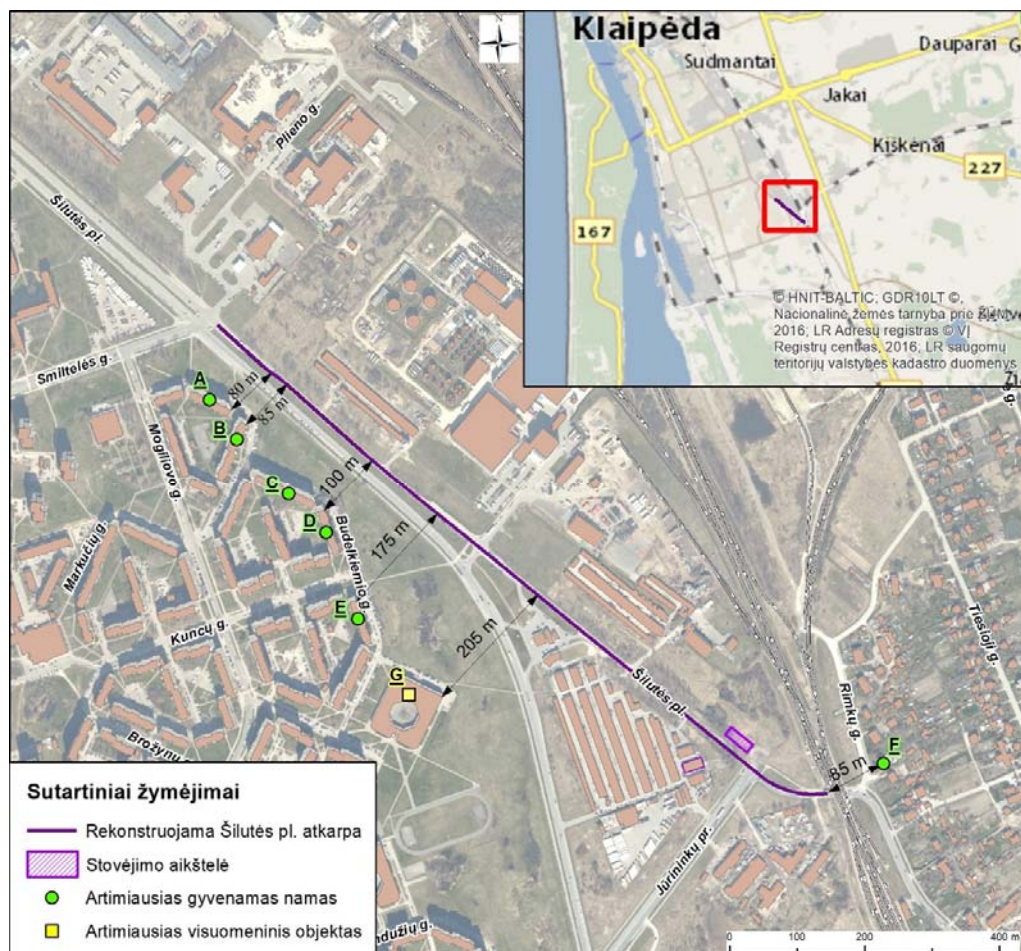 N
Klaipėda
Sudmantai
Dauparai
G
Jakai
Kiškėnai
227
167
© HNIT-BALTIC; GDR10LT ©,
Nacionalinė žemės tarnyba prie
2016; LR Adresų registras © VĮ
Registrų centras, 2016; LR saugomų
teritorijų valstybės kadastro duomenys
Plieno g.
Šilutės pl.
Smiltelės g.
A
80 m
85 m
B
Mogiliovo g.
C
100 m
D
Budelkiemio g.
175 m
Markučių g.
E
Kuncų g.
205 m
G
Tiesioji g.
Rimkų g.
Šilutės pl.
F
85 m
Brožynų
Jūrininkų pr.
Sutartiniai žymėjimai
Rekonstruojama Šilutės pl. atkarpa
Stovėjimo aikštelė
Artimiausias gyvenamas namas
Artimiausias visuomeninis objektas
ndužių g.
0 100 200 400 m